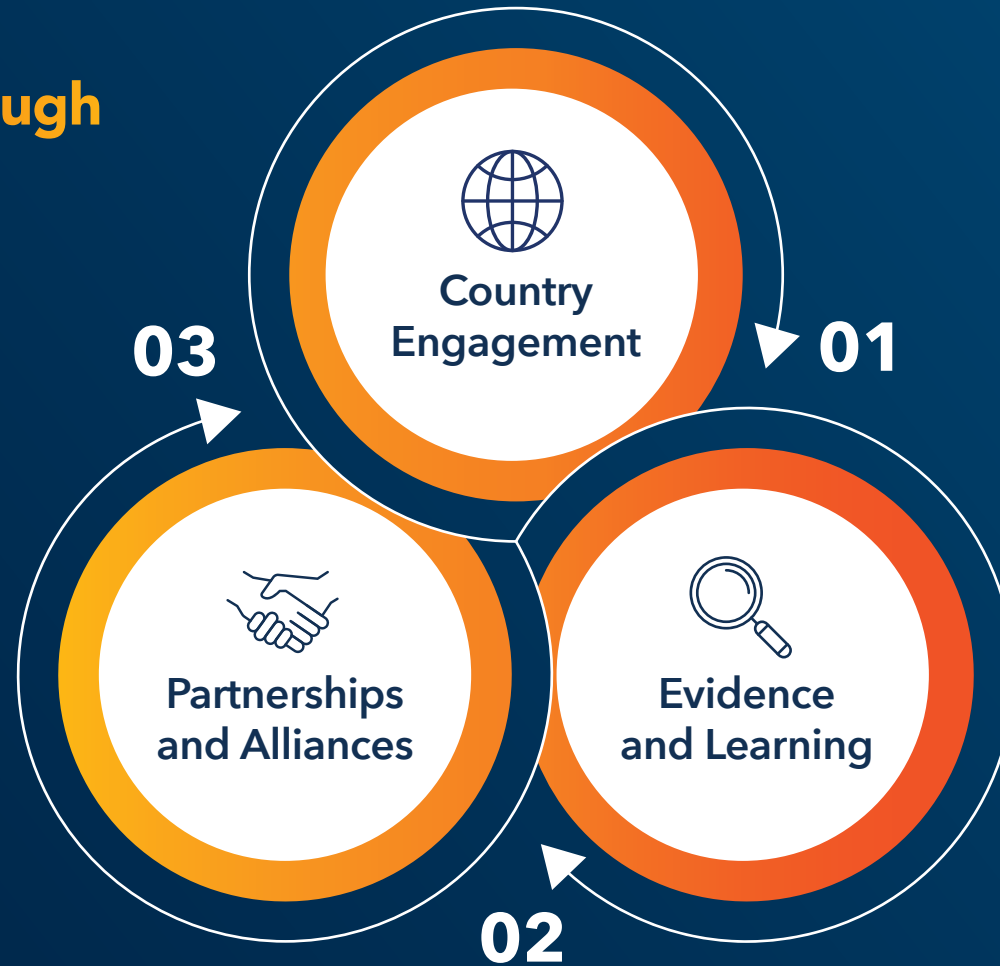 ugh
Country
Engagement
01
Evidence
and Learning
02
Partnerships
and Alliances
03